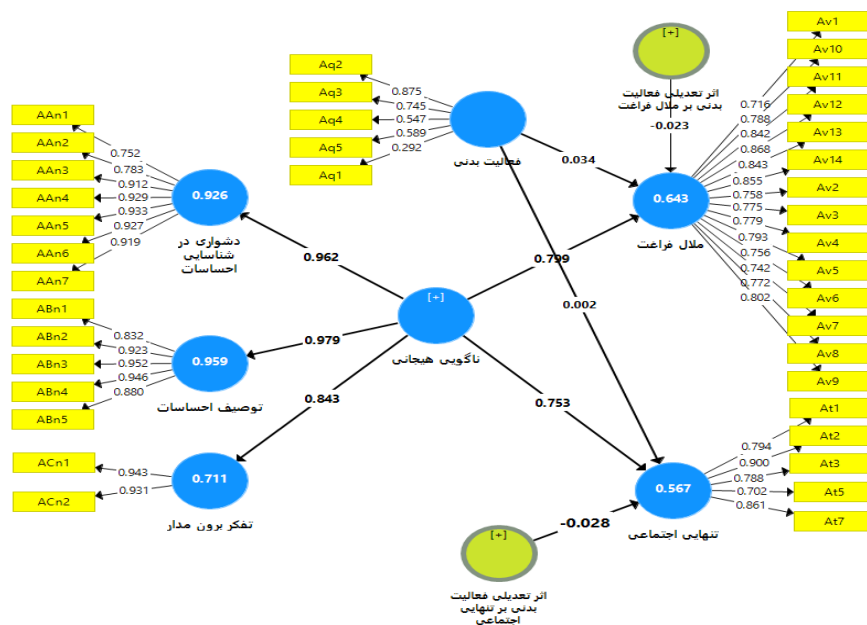 Av1
[+]
Av10
Aq2
Av11
Aq3
0.875
اثر تعدیلی فعالیت
بدنی بر ملال فراغت
0.716
Av12
0.745
0.788
AAn1
Aq4
0.547
-0.023
0.842
Av13
AAn2
0.752
Aq5
0.589
فعالیت بدنی
0.868
Av14
0.783
0.292
0.034
0.843
AAn3
Aq1
0.855
Av2
0.912
0.926
0.643
0.758
AAn4
0.929
0.775
Av3
0.933
0.779
AAn5
0.927
دشواری در
شناسایی
احساسات
ملال فراغت
0.793
Av4
0.919
0.962
0.799
0.756
AAn6
0.742
Av5
AAn7
[+]
0.772
Av6
0.802
ABn1
0.002
Av7
0.832
ABn2
0.923
0.979
Av8
ABn3
0.952
0.959
ناگویی هیجانی
0.946
Av9
ABn4
0.880
0.843
0.753
توصیف احساسات
At1
ABn5
0.794
At2
0.900
ACn1
0.943
At3
0.788
0.711
0.567
0.702
At5
ACn2
0.931
0.861
At7
-0.028
تفکر برون مدار
[+]
تنهایی اجتماعی
اثر تعدیلی فعالیت
بدنی بر تنهایی
اجتماعی